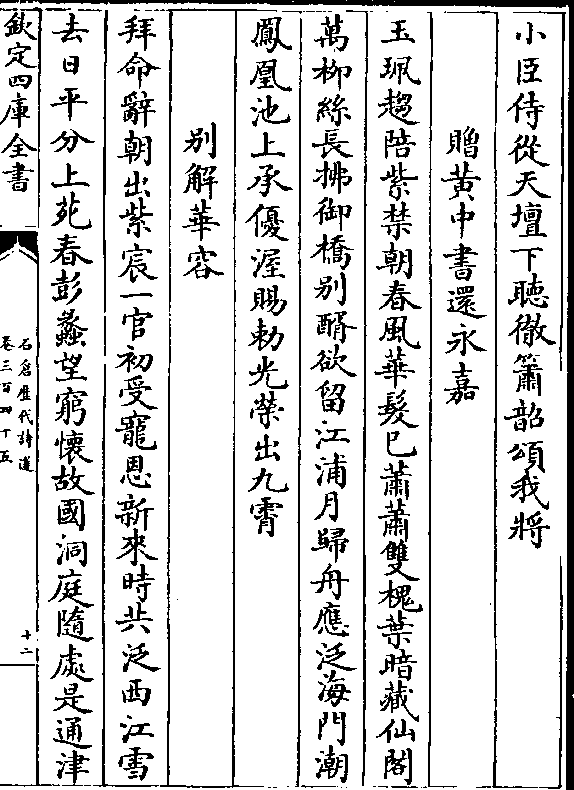 小臣侍從天壇下聽徹簫韶頌我將
贈黃中書還永嘉
玉珮趨陪紫禁朝春風華髮已蕭蕭雙槐葉暗藏仙閣
萬柳絲長拂御橋别醑欲留江浦月歸舟應泛海門潮
鳳凰池上承優渥賜勅光榮出九霄
别解華容
拜命辭朝出紫宸一官初受寵恩新來時共泛西江雪
去日平分上苑春彭蠡望窮懷故國洞庭隨處是通津
欽定四庫全書
石倉歷代詩選
卷三百四十五
十二